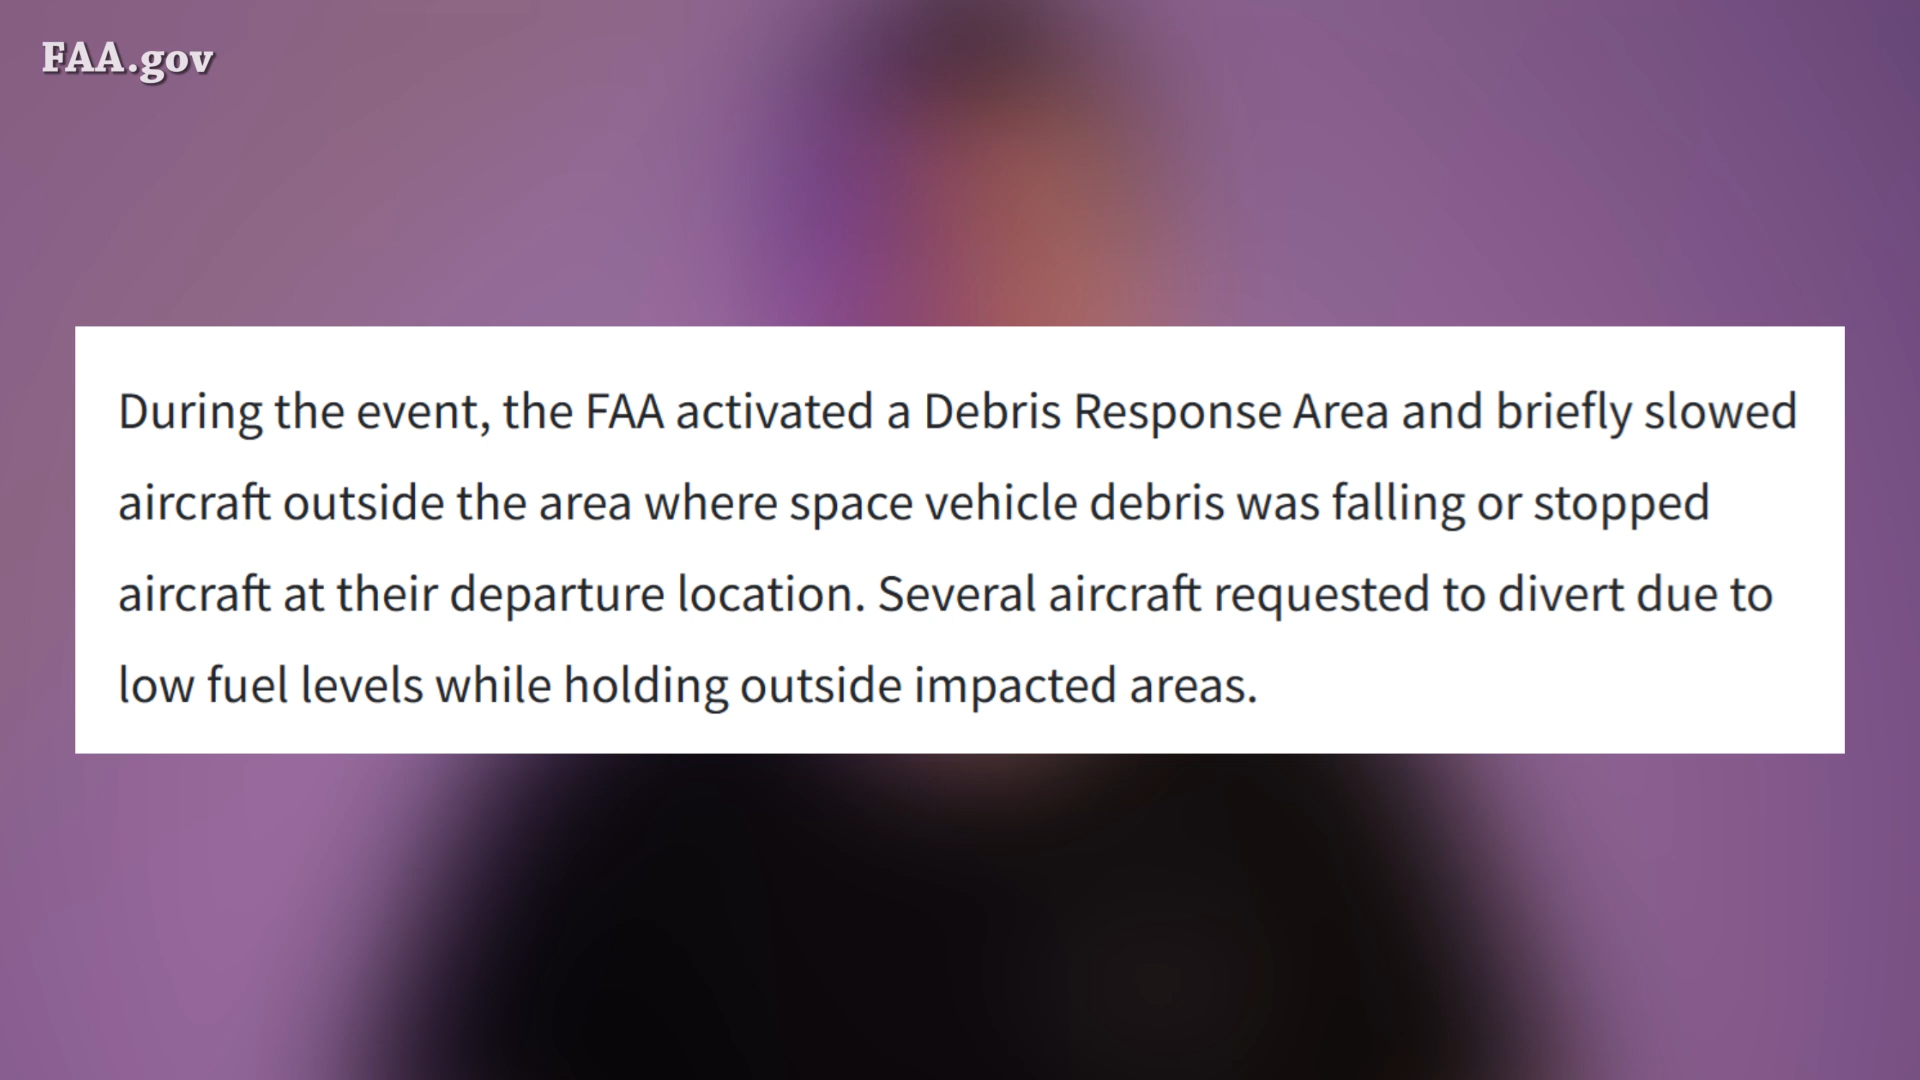 FAA.gov
During the event, the FAA activated a Debris Response Area and briefly slowed
aircraft outside the area where space vehicle debris was falling or stopped
aircraft at their departure location. Several aircraft requested to divert due to
low fuel levels while holding outside impacted areas.